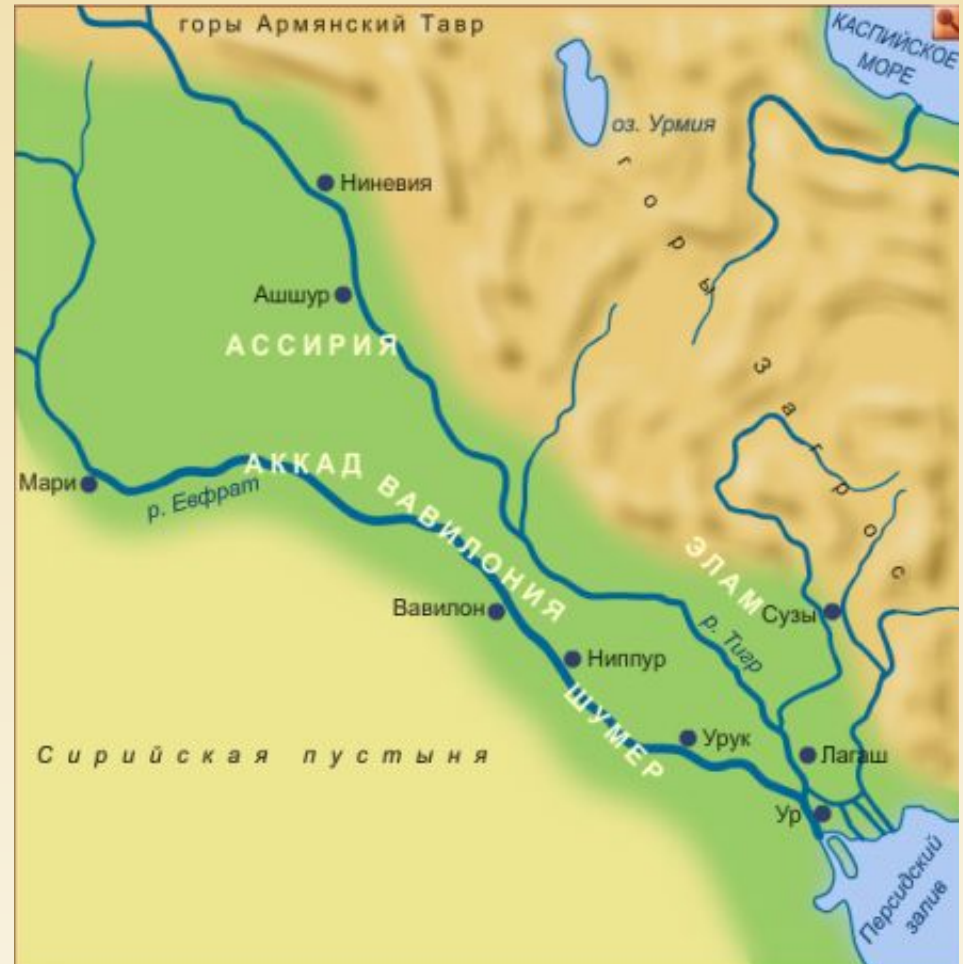 горы Армянский Тавр
КАСПИЙСКОЕ
МОРЕ
оз. Урмия
горы Загрос
Ниневия
Ашшур
АССИРИЯ
АККАД
Мари
р. Евфрат
ВАВИЛОНИЯ
ЭЛАМ
Вавилон
Сузы
р. Тигр
Ниппур
ШУМЕР
Сирийская пустыня
Урук
Лагаш
Ур
Персидский
залив